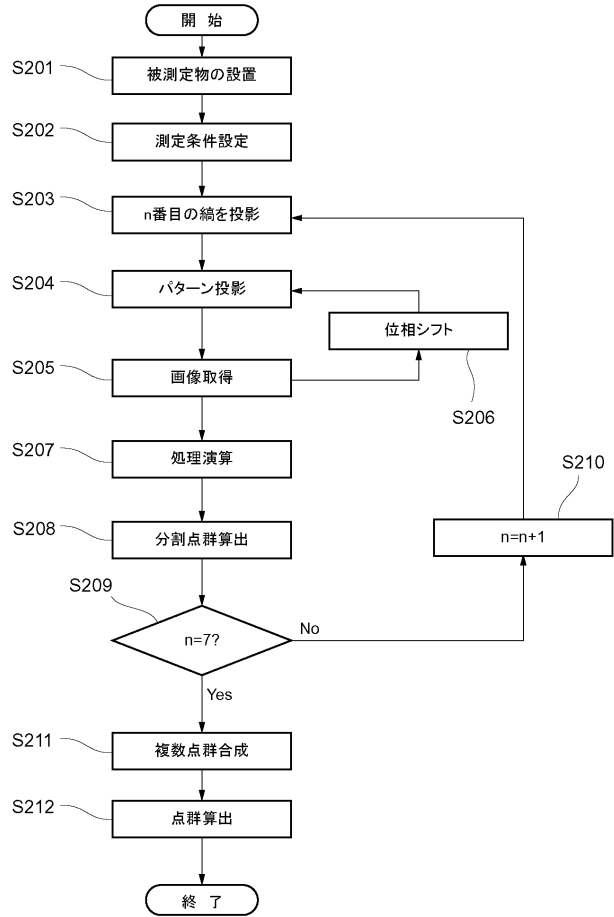 開 始
S201
被測定物の設置
S202
測定条件設定
S203
n番目の縞を投影
S204
パターン投影
位相シフト
S205
画像取得
S206
S207
処理演算
S210
S208
分割点群算出
n=n+1
S209
n=7?
No
Yes
S211
複数点群合成
S212
点群算出
終 了